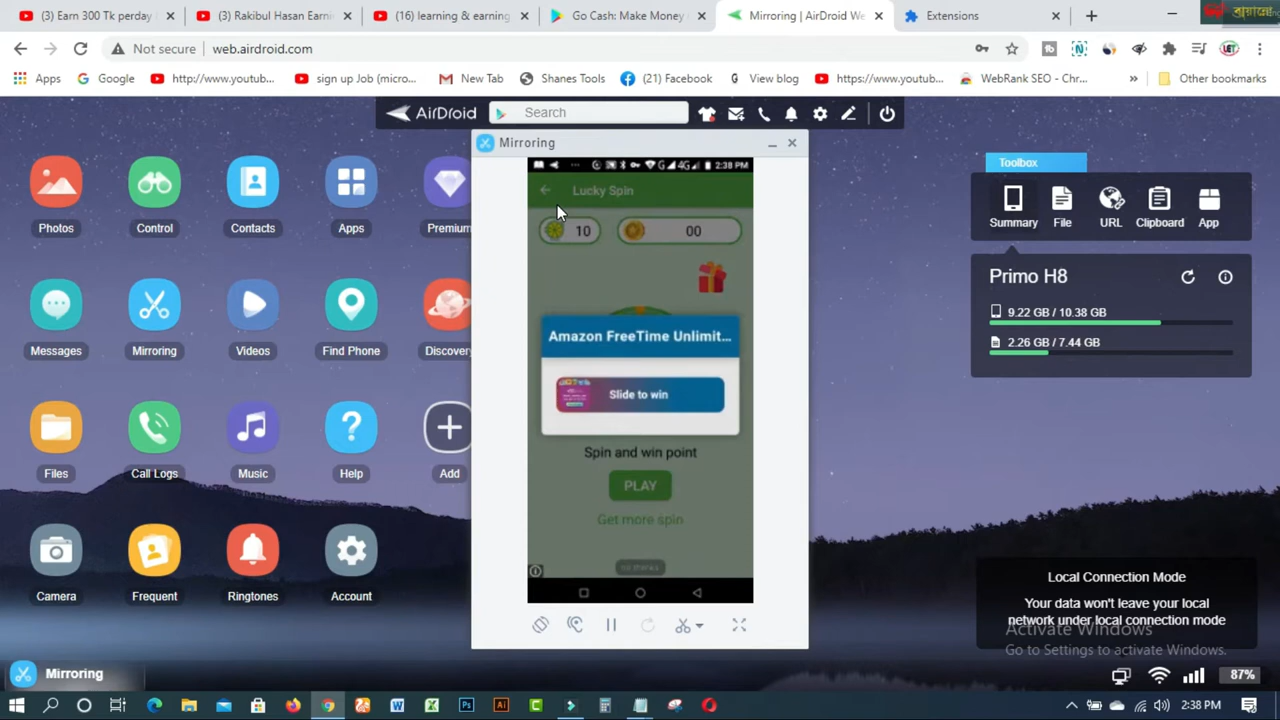 (3) Earn 300 Tk perday
(3) Rakibul Hasan Earni
(16) learning & earning
Go Cash: Make Money
Mirroring | AirDroid We
Extensions
বায়ান্নো
Not secure
web.airdroid.com
Apps
Google
http://www.youtub...
sign up Job (micro...
New Tab
Shanes Tools
(21) Facebook
View blog
https://www.youtub...
WebRank SEO - Chr...
»
Other bookmarks
AirDroid
Search
Mirroring
Toolbox
Photos
Control
Contacts
Apps
Premium
Summary
File
URL
Clipboard
App
G
4G
2:38 PM
Lucky Spin
10
00
Primo H8
9.22 GB / 10.38 GB
2.26 GB / 7.44 GB
Messages
Mirroring
Videos
Find Phone
Discovery
Amazon FreeTime Unlimit...
Slide to win
Spin and win point
PLAY
Get more spin
no thanks
Files
Call Logs
Music
Help
Add
Camera
Frequent
Ringtones
Account
Local Connection Mode
Your data won't leave your local
network under local connection mode
Activate Windows
Go to Settings to activate Windows.
Mirroring
87%
2:38 PM